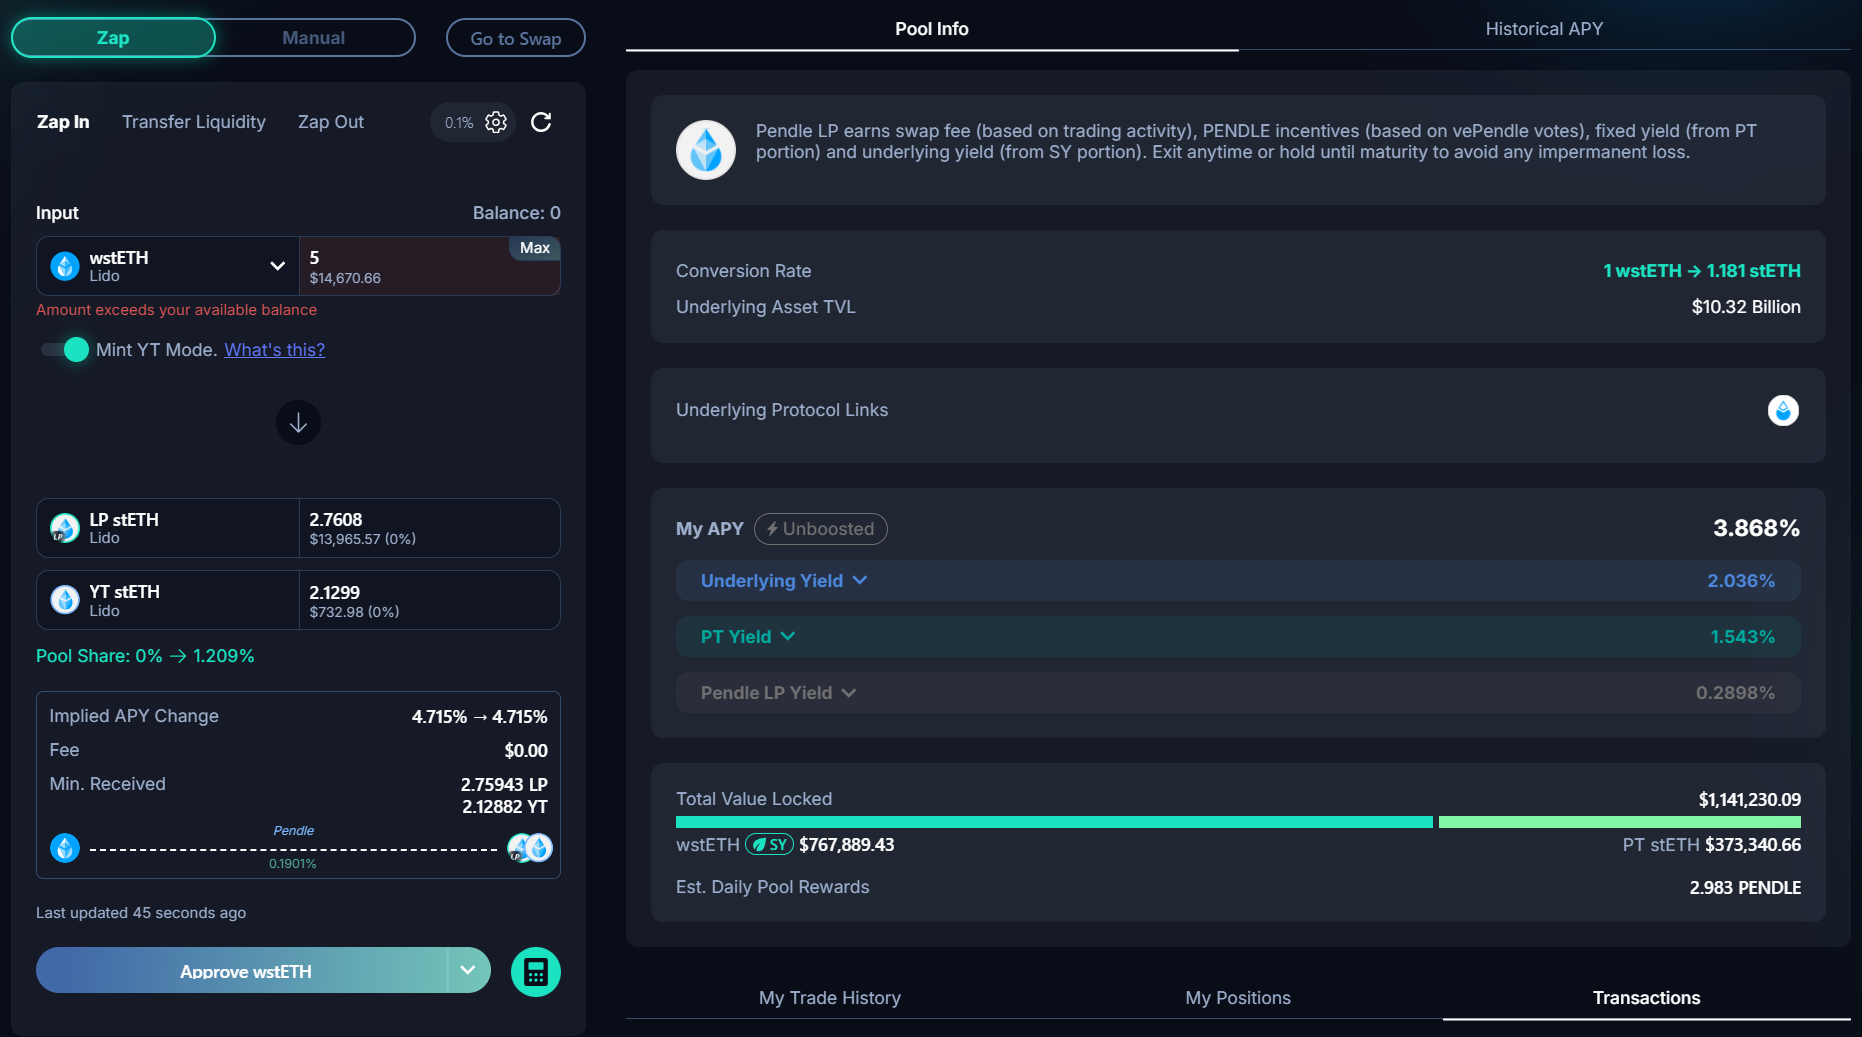 Zap
Manual
Go to Swap
Zap In
Transfer Liquidity
Zap Out
0.1%
Input
Balance: 0
wstETH
Lido
5
$14,670.66
Max
Amount exceeds your available balance
Mint YT Mode. What's this?
LP stETH
Lido
2.7608
$13,965.57 (0%)
YT stETH
Lido
2.1299
$732.98 (0%)
Pool Share: 0% → 1.209%
Implied APY Change
4.715% → 4.715%
Fee
$0.00
Min. Received
2.75943 LP
2.12882 YT
Pendle
LP
0.1901%
Last updated 45 seconds ago
Approve wstETH
Pool Info
Historical APY
Pendle LP earns swap fee (based on trading activity), PENDLE incentives (based on vePendle votes), fixed yield (from PT
portion) and underlying yield (from SY portion). Exit anytime or hold until maturity to avoid any impermanent loss.
Conversion Rate
1 wstETH → 1.181 stETH
Underlying Asset TVL
$10.32 Billion
Underlying Protocol Links
My APY
Unboosted
3.868%
Underlying Yield
2.036%
PT Yield
1.543%
Pendle LP Yield
0.2898%
Total Value Locked
$1,141,230.09
wstETH SY $767,889.43
PT stETH $373,340.66
Est. Daily Pool Rewards
2.983 PENDLE
My Trade History
My Positions
Transactions